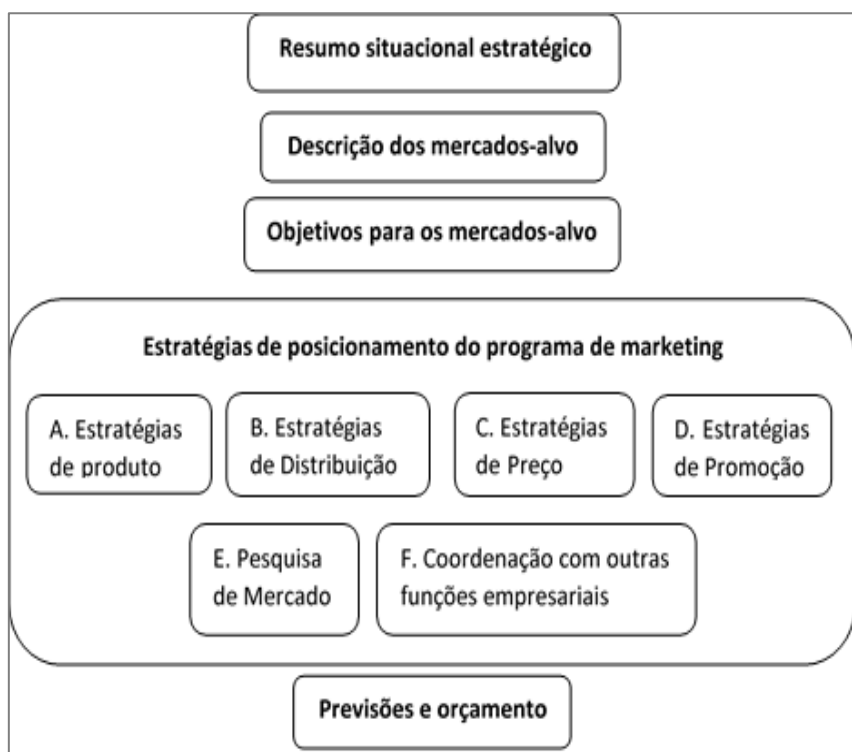 Resumo situacional estratégico
Descrição dos mercados-alvo
Objetivos para os mercados-alvo
Estratégias de posicionamento do programa de marketing
A. Estratégias
de produto
B. Estratégias
de Distribuição
C. Estratégias
de Preço
D. Estratégias
de Promoção
E. Pesquisa
de Mercado
F. Coordenação com outras
funções empresariais
Previsões e orçamento